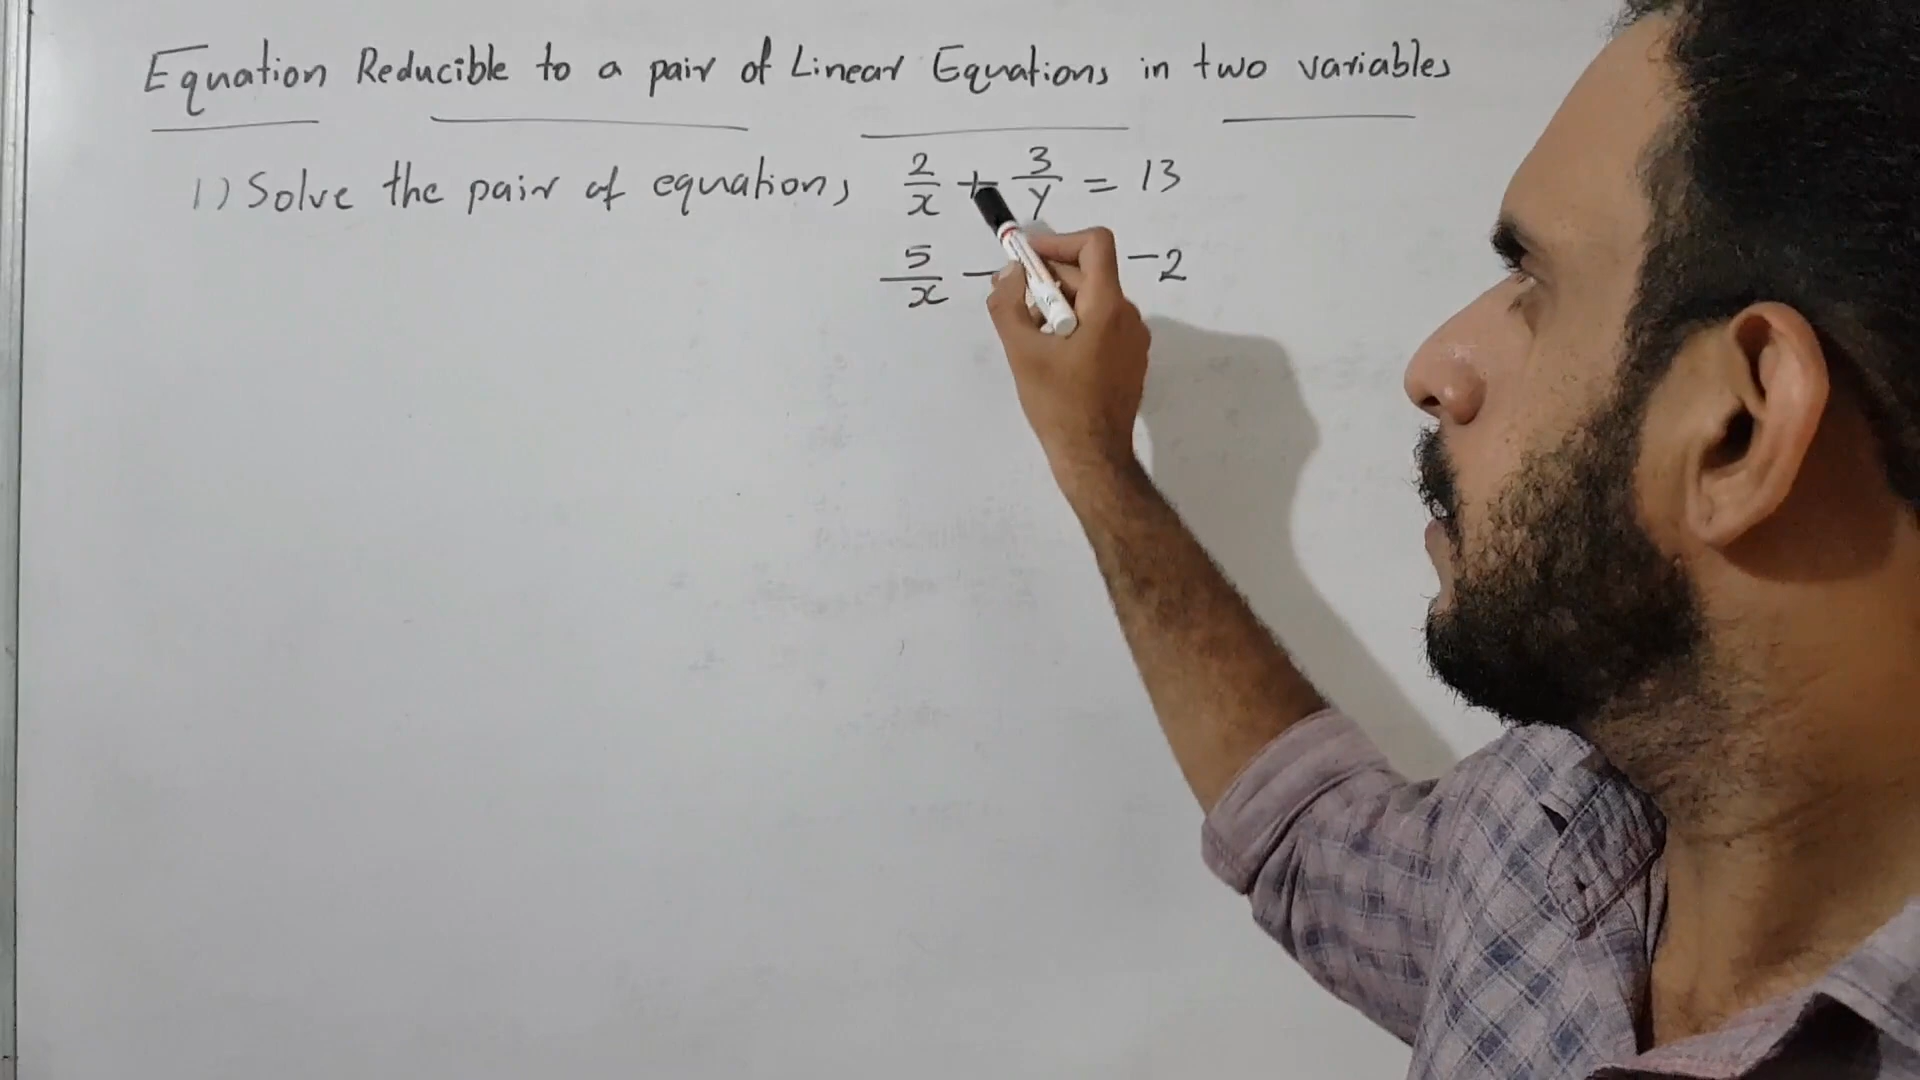 Equation Reducible to a pair of Linear Equations in two variables
1) Solve the pair of equations 2/x + 3/y = 13
5/x - -2